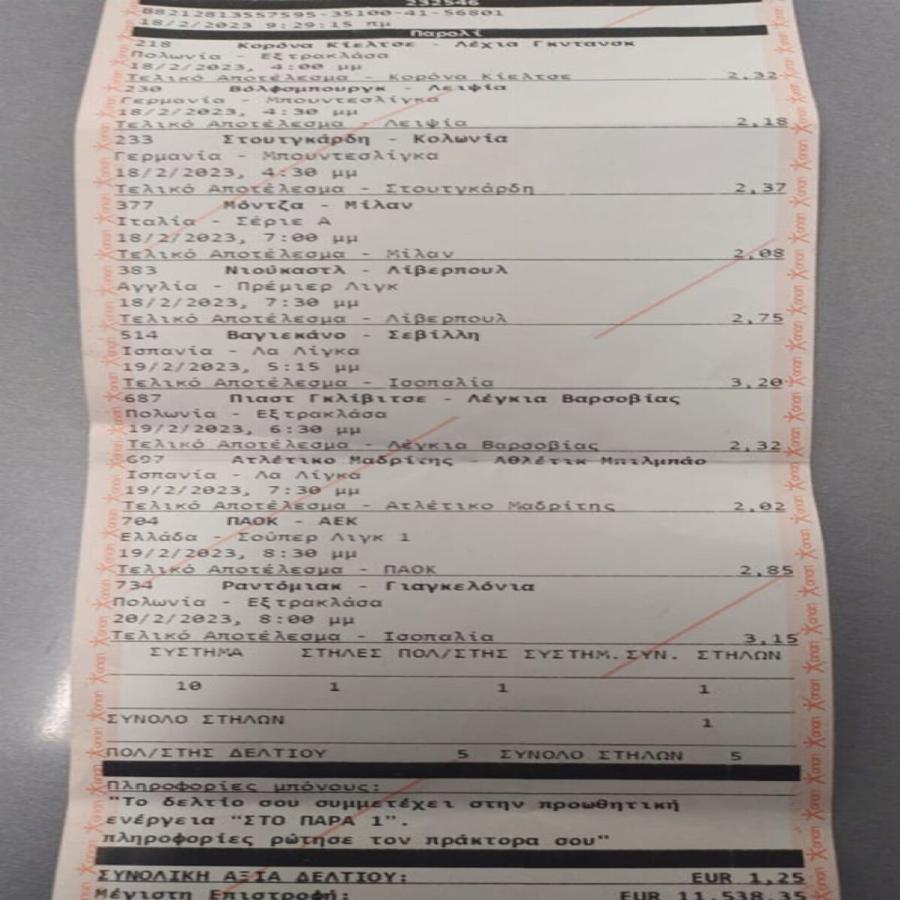 232546
88212813557595-35100-41-56801
18/2/2023 9:29:15 πμ
Παρολί
218 Κορόνα Κίελτσε - Λέχια Γκντανσκ
Πολωνία - Εξτρακλάσα
18/2/2023, 4:00 μμ
Τελικό Αποτέλεσμα - Κορόνα Κίελτσε 2,32
230 Βόλφσμπουργκ - Λειψία
Γερμανία - Μπουντεσλίγκα
18/2/2023, 4:30 μμ
Τελικό Αποτέλεσμα - Λειψία 2,18
233 Στουτγκάρδη - Κολωνία
Γερμανία - Μπουντεσλίγκα
18/2/2023, 4:30 μμ
Τελικό Αποτέλεσμα - Στουτγκάρδη 2,37
377 Μόντζα - Μίλαν
Ιταλία - Σέριε Α
18/2/2023, 7:00 μμ
Τελικό Αποτέλεσμα - Μίλαν 2,08
383 Νιούκαστλ - Λίβερπουλ
Αγγλία - Πρέμιερ Λιγκ
18/2/2023, 7:30 μμ
Τελικό Αποτέλεσμα - Λίβερπουλ 2,75
514 Βαγιεκάνο - Σεβίλλη
Ισπανία - Λα Λίγκα
19/2/2023, 5:15 μμ
Τελικό Αποτέλεσμα - Ισοπαλία 3,20
687 Πιαστ Γκλίβιτσε - Λέγκια Βαρσοβίας
Πολωνία - Εξτρακλάσα
19/2/2023, 6:30 μμ
Τελικό Αποτέλεσμα - Λέγκια Βαρσοβίας 2,32
697 Ατλέτικο Μαδρίτης - Αθλέτικ Μπιλμπάο
Ισπανία - Λα Λίγκα
19/2/2023, 7:30 μμ
Τελικό Αποτέλεσμα - Ατλέτικο Μαδρίτης 2,02
704 ΠΑΟΚ - ΑΕΚ
Ελλάδα - Σούπερ Λιγκ 1
19/2/2023, 8:30 μμ
Τελικό Αποτέλεσμα - ΠΑΟΚ 2,85
734 Ραντόμιακ - Γιαγκελόνια
Πολωνία - Εξτρακλάσα
20/2/2023, 8:00 μμ
Τελικό Αποτέλεσμα - Ισοπαλία 3,15
ΣΥΣΤΗΜΑ ΣΤΗΛΕΣ ΠΟΛ/ΣΤΗΣ ΣΥΣΤΗΜ. ΣΥΝ. ΣΤΗΛΩΝ
10 1 1 1
ΣΥΝΟΛΟ ΣΤΗΛΩΝ 1
ΠΟΛ/ΣΤΗΣ ΔΕΛΤΙΟΥ 5 ΣΥΝΟΛΟ ΣΤΗΛΩΝ 5
Πληροφορίες μπόνους:
"Το δελτίο σου συμμετέχει στην προωθητική
ενέργεια "ΣΤΟ ΠΑΡΑ 1".
πληροφορίες ρώτησε τον πράκτορα σου"
ΣΥΝΟΛΙΚΗ ΑΞΙΑ ΔΕΛΤΙΟΥ: EUR 1,25
Μέγιστη Επιστροφή: EUR 11.538,35